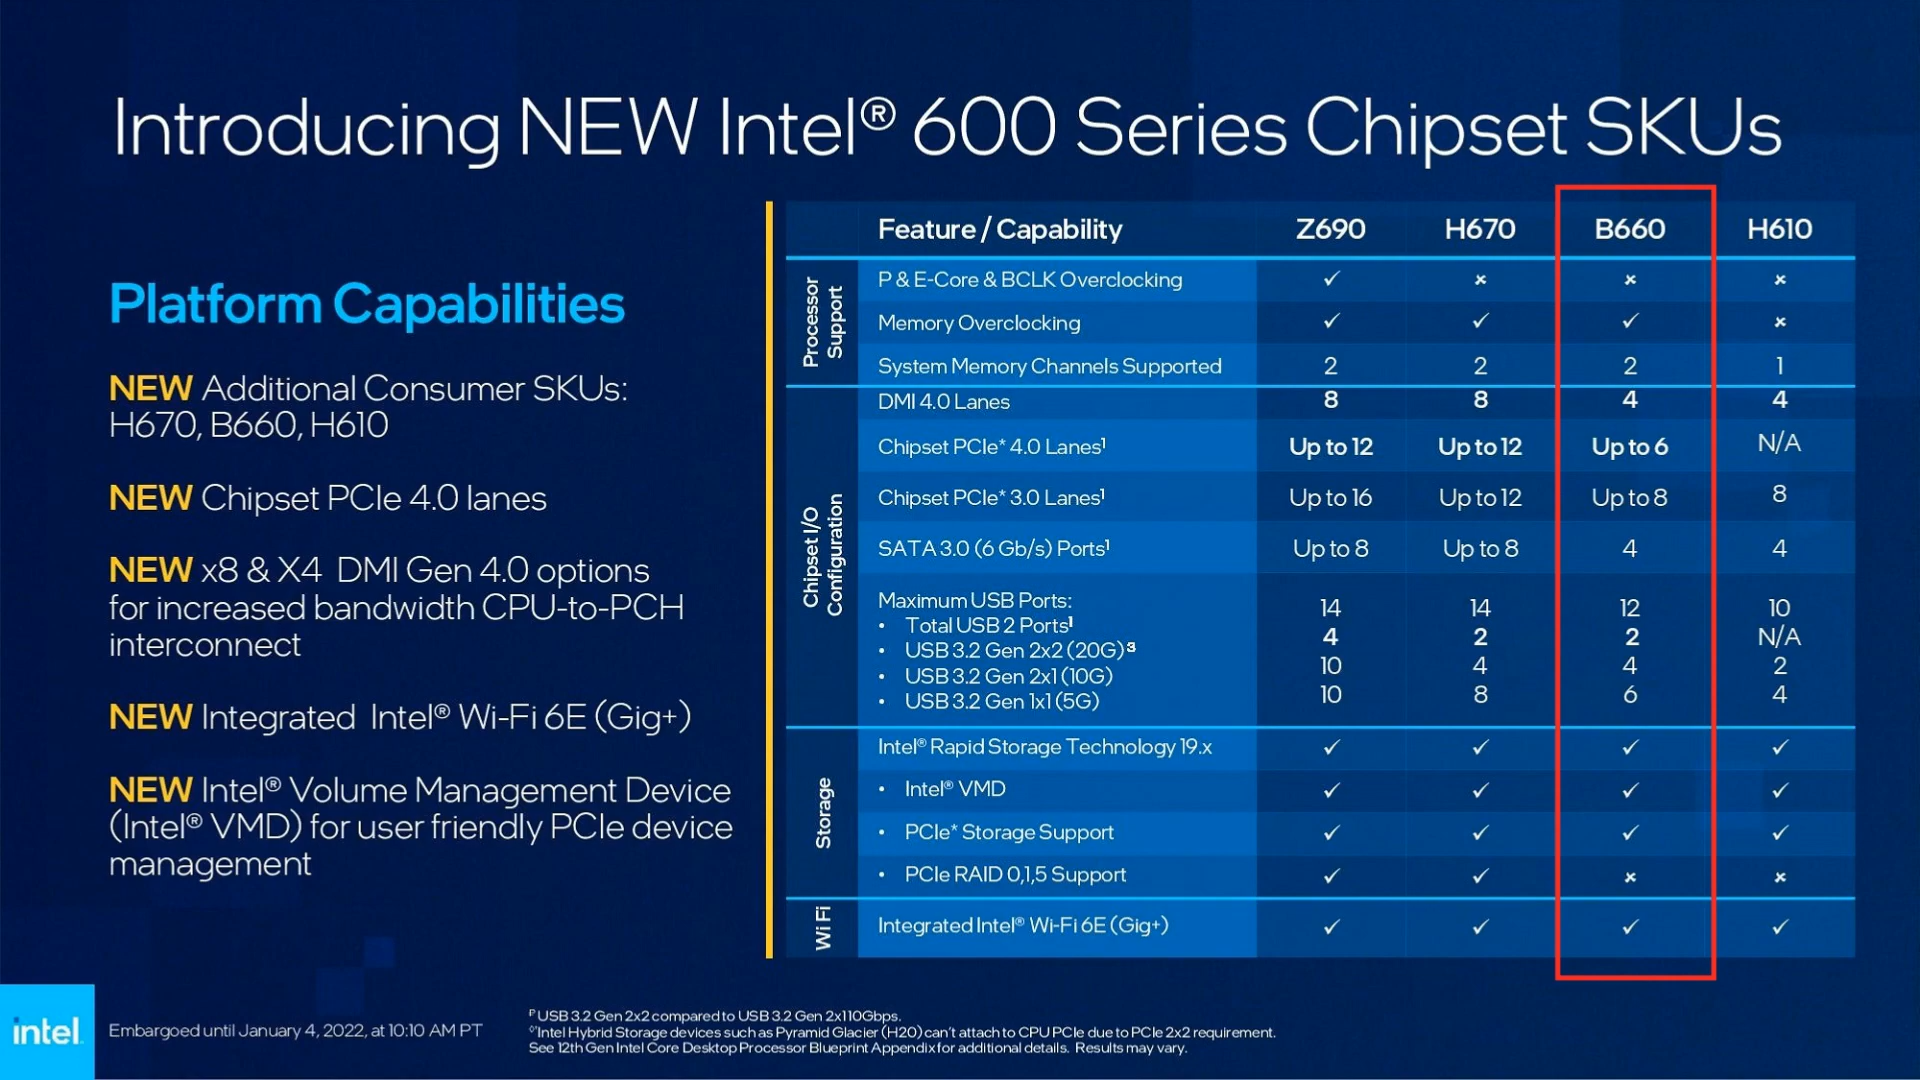 Introducing NEW Intel® 600 Series Chipset SKUs
Platform Capabilities
NEW Additional Consumer SKUs:
H670, B660, H610
NEW Chipset PCIe 4.0 lanes
NEW x8 & X4 DMI Gen 4.0 options
for increased bandwidth CPU-to-PCH
interconnect
NEW Integrated Intel® Wi-Fi 6E (Gig+)
NEW Intel® Volume Management Device
(Intel® VMD) for user friendly PCIe device
management
Feature / Capability Z690 H670 B660 H610
Processor
Support
P & E-Core & BCLK Overclocking ✓ × × ×
Memory Overclocking ✓ ✓ ✓ ×
System Memory Channels Supported 2 2 2 1
Chipset I/O
Configuration
DMI 4.0 Lanes 8 8 4 4
Chipset PCIe* 4.0 Lanes¹ Up to 12 Up to 12 Up to 6 N/A
Chipset PCIe* 3.0 Lanes¹ Up to 16 Up to 12 Up to 8 8
SATA 3.0 (6 Gb/s) Ports¹ Up to 8 Up to 8 4 4
Maximum USB Ports:
• Total USB 2 Ports¹ 14 14 12 10
• USB 3.2 Gen 2x2 (20G)³ 4 2 2 N/A
• USB 3.2 Gen 2x1 (10G) 10 4 4 2
• USB 3.2 Gen 1x1 (5G) 10 8 6 4
Storage
Intel® Rapid Storage Technology 19.x ✓ ✓ ✓ ✓
• Intel® VMD ✓ ✓ ✓ ✓
• PCIe* Storage Support ✓ ✓ ✓ ✓
• PCIe RAID 0,1,5 Support ✓ ✓ × ×
Wi Fi
Integrated Intel® Wi-Fi 6E (Gig+) ✓ ✓ ✓ ✓
intel.
Embargoed until January 4, 2022, at 10:10 AM PT
USB 3.2 Gen 2x2 compared to USB 3.2 Gen 2x1 10Gbps.
Intel Hybrid Storage devices such as Pyramid Glacier (H20) can't attach to CPU PCIe due to PCIe 2x2 requirement.
See 12th Gen Intel Core Desktop Processor Blueprint Appendix for additional details. Results may vary.